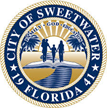 CITY OF SWEETWATER
19 FLORIDA 41